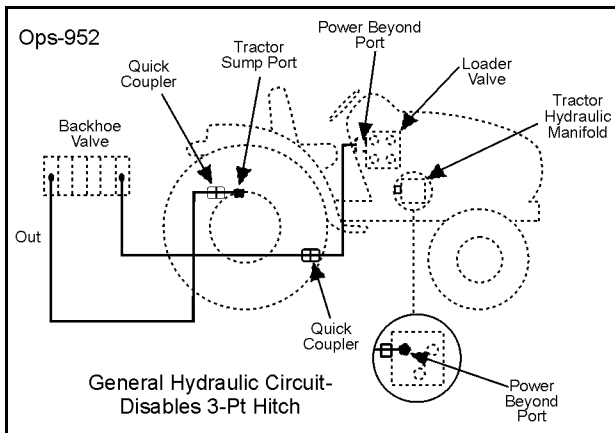 Ops-952
Power Beyond
Port
Tractor
Sump Port
Quick
Coupler
Loader
Valve
Tractor
Hydraulic
Manifold
Backhoe
Valve
Out
Quick
Coupler
General Hydraulic Circuit-
Disables 3-Pt Hitch
Power
Beyond
Port